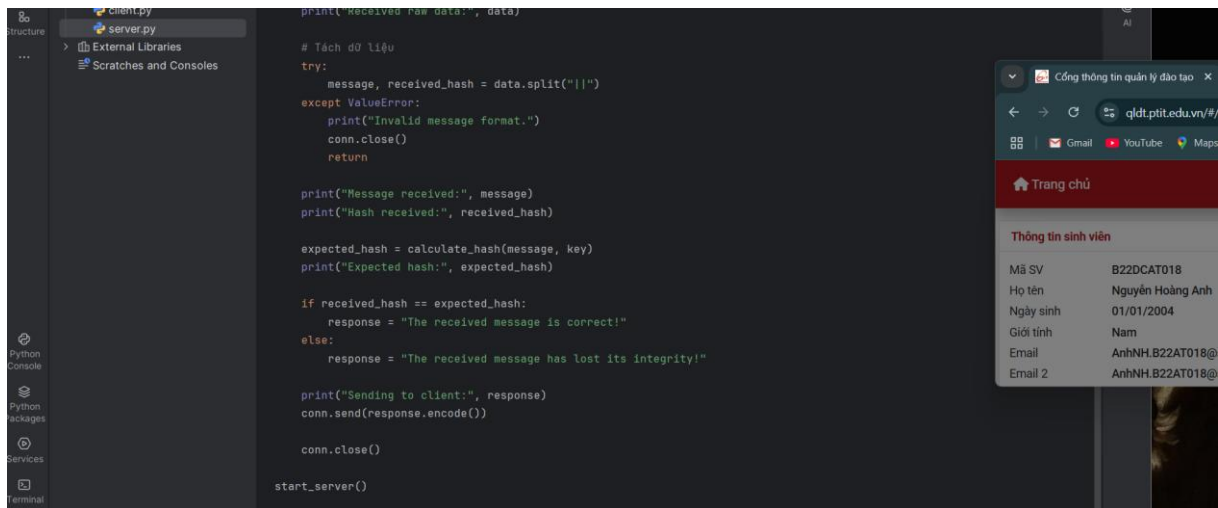 Structure
client.py
server.py
External Libraries
Scratches and Consoles
Python
Console
Python
Packages
Services
Terminal
print("Received raw data:", data)
# Tách dữ liệu
try:
message, received_hash = data.split("||")
except ValueError:
print("Invalid message format.")
conn.close()
return
print("Message received:", message)
print("Hash received:", received_hash)
expected_hash = calculate_hash(message, key)
print("Expected hash:", expected_hash)
if received_hash == expected_hash:
response = "The received message is correct!"
else:
response = "The received message has lost its integrity!"
print("Sending to client:", response)
conn.send(response.encode())
conn.close()
start_server()
AI
Cổng thông tin quản lý đào tạo
qldt.ptit.edu.vn/#/
Gmail YouTube Maps
Trang chủ
Thông tin sinh viên
Mã SV B22DCAT018
Họ tên Nguyễn Hoàng Anh
Ngày sinh 01/01/2004
Giới tính Nam
Email AnhNH.B22AT018@
Email 2 AnhNH.B22AT018@